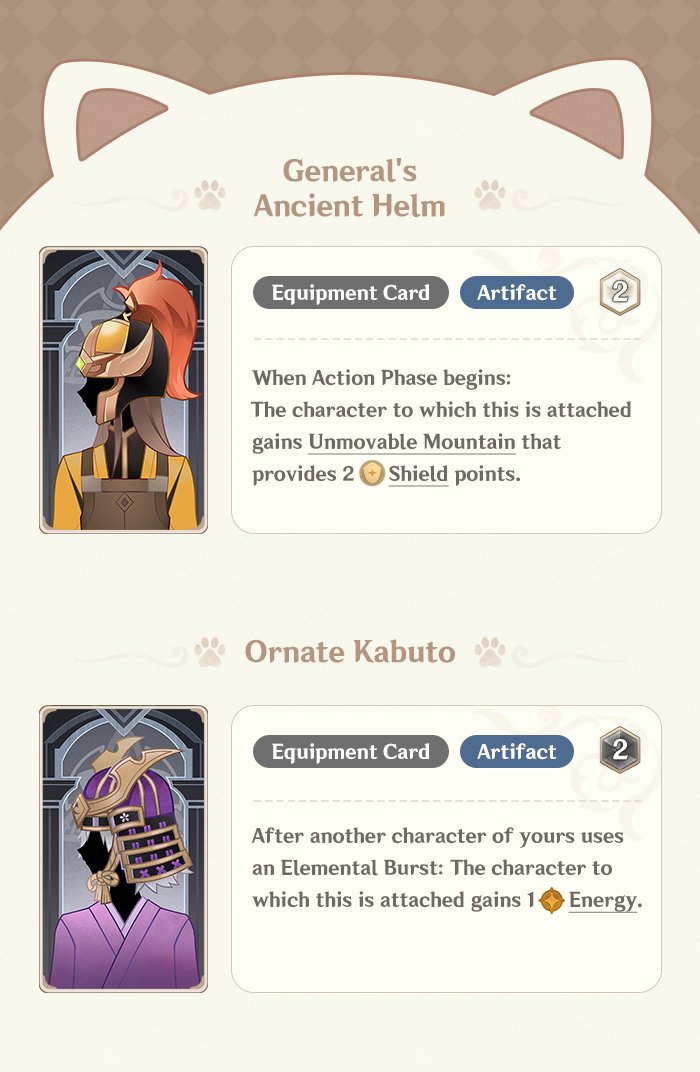 General's
Ancient Helm
Equipment Card
Artifact
2
When Action Phase begins:
The character to which this is attached
gains Unmovable Mountain that
provides 2 Shield points.
Ornate Kabuto
Equipment Card
Artifact
2
After another character of yours uses
an Elemental Burst: The character to
which this is attached gains 1 Energy.